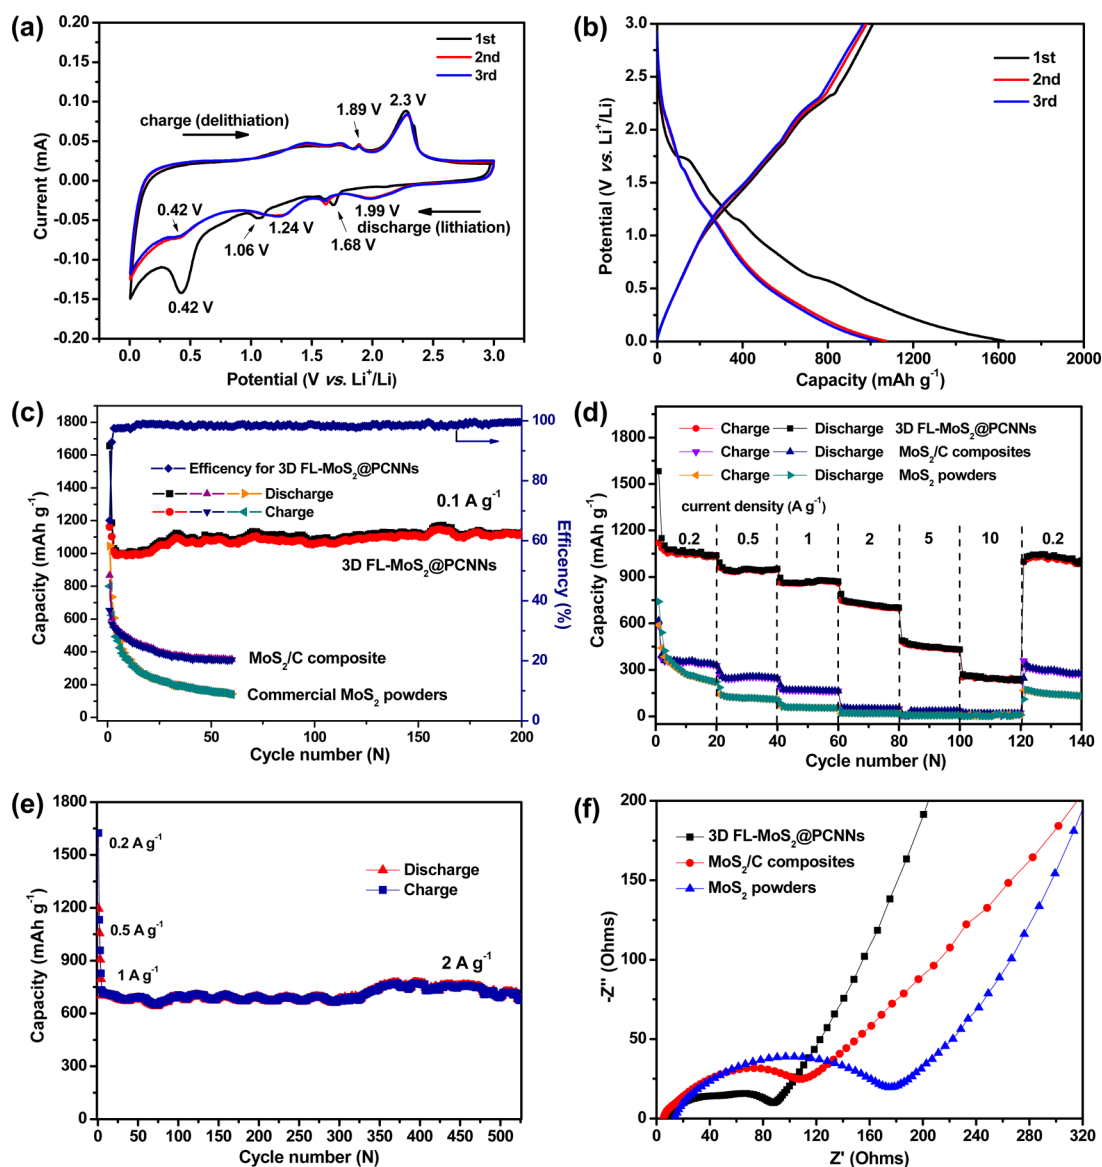 (a)
0.20
0.15
0.10
0.05
0.00
-0.05
-0.10
-0.15
-0.20
Current (mA)
1st
2nd
3rd
charge (delithiation)
1.89 V
2.3 V
0.42 V
1.06 V
1.24 V
1.68 V
1.99 V
discharge (lithiation)
0.42 V
0.0 0.5 1.0 1.5 2.0 2.5 3.0
Potential (V vs. Li⁺/Li)
(b)
3.0
2.5
2.0
1.5
1.0
0.5
0.0
Potential (V vs. Li⁺/Li)
1st
2nd
3rd
0 400 800 1200 1600 2000
Capacity (mAh g⁻¹)
(c)
1800
1600
1400
1200
1000
800
600
400
200
0
Capacity (mAh g⁻¹)
Efficency for 3D FL-MoS₂@PCNNs
Discharge
Charge
0.1 A g⁻¹
3D FL-MoS₂@PCNNs
MoS₂/C composite
Commercial MoS₂ powders
100
80
60
40
20
0
Efficency (%)
0 50 100 150 200
Cycle number (N)
(d)
1800
1500
1200
900
600
300
0
Capacity (mAh g⁻¹)
Charge Discharge 3D FL-MoS₂@PCNNs
Charge Discharge MoS₂/C composites
Charge Discharge MoS₂ powders
current density (A g⁻¹)
0.2 0.5 1 2 5 10 0.2
0 20 40 60 80 100 120 140
Cycle number (N)
(e)
1800
1500
1200
900
600
300
0
Capacity (mAh g⁻¹)
0.2 A g⁻¹
0.5 A g⁻¹
1 A g⁻¹
Discharge
Charge
2 A g⁻¹
0 50 100 150 200 250 300 350 400 450 500
Cycle number (N)
(f)
200
150
100
50
0
-Z'' (Ohms)
3D FL-MoS₂@PCNNs
MoS₂/C composites
MoS₂ powders
0 40 80 120 160 200 240 280 320
Z' (Ohms)